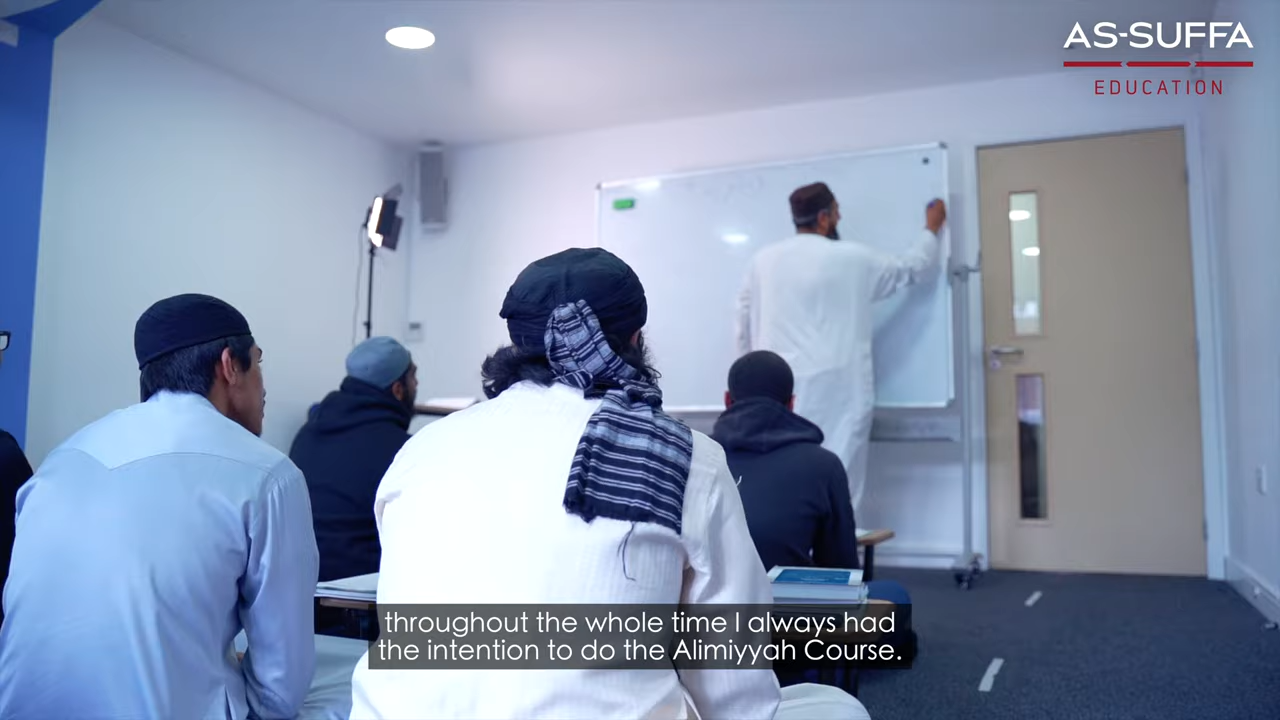 AS-SUFFA
EDUCATION
throughout the whole time I always had
the intention to do the Alimiyyah Course.